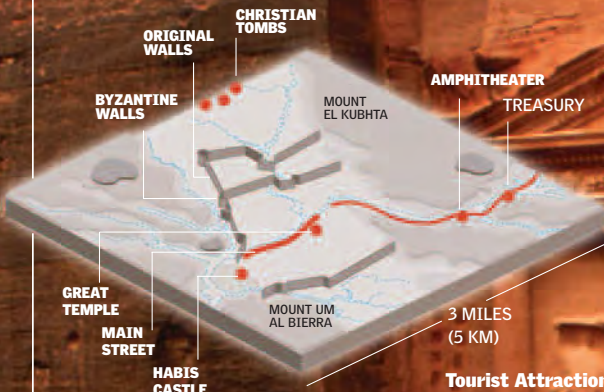 CHRISTIAN
TOMBS
ORIGINAL
WALLS
BYZANTINE
WALLS
MOUNT
EL KUBHTA
AMPHITHEATER
TREASURY
GREAT
TEMPLE
MAIN
STREET
HABIS
CASTLE
MOUNT UM
AL BIERRA
3 MILES
(5 KM)
Tourist Attraction